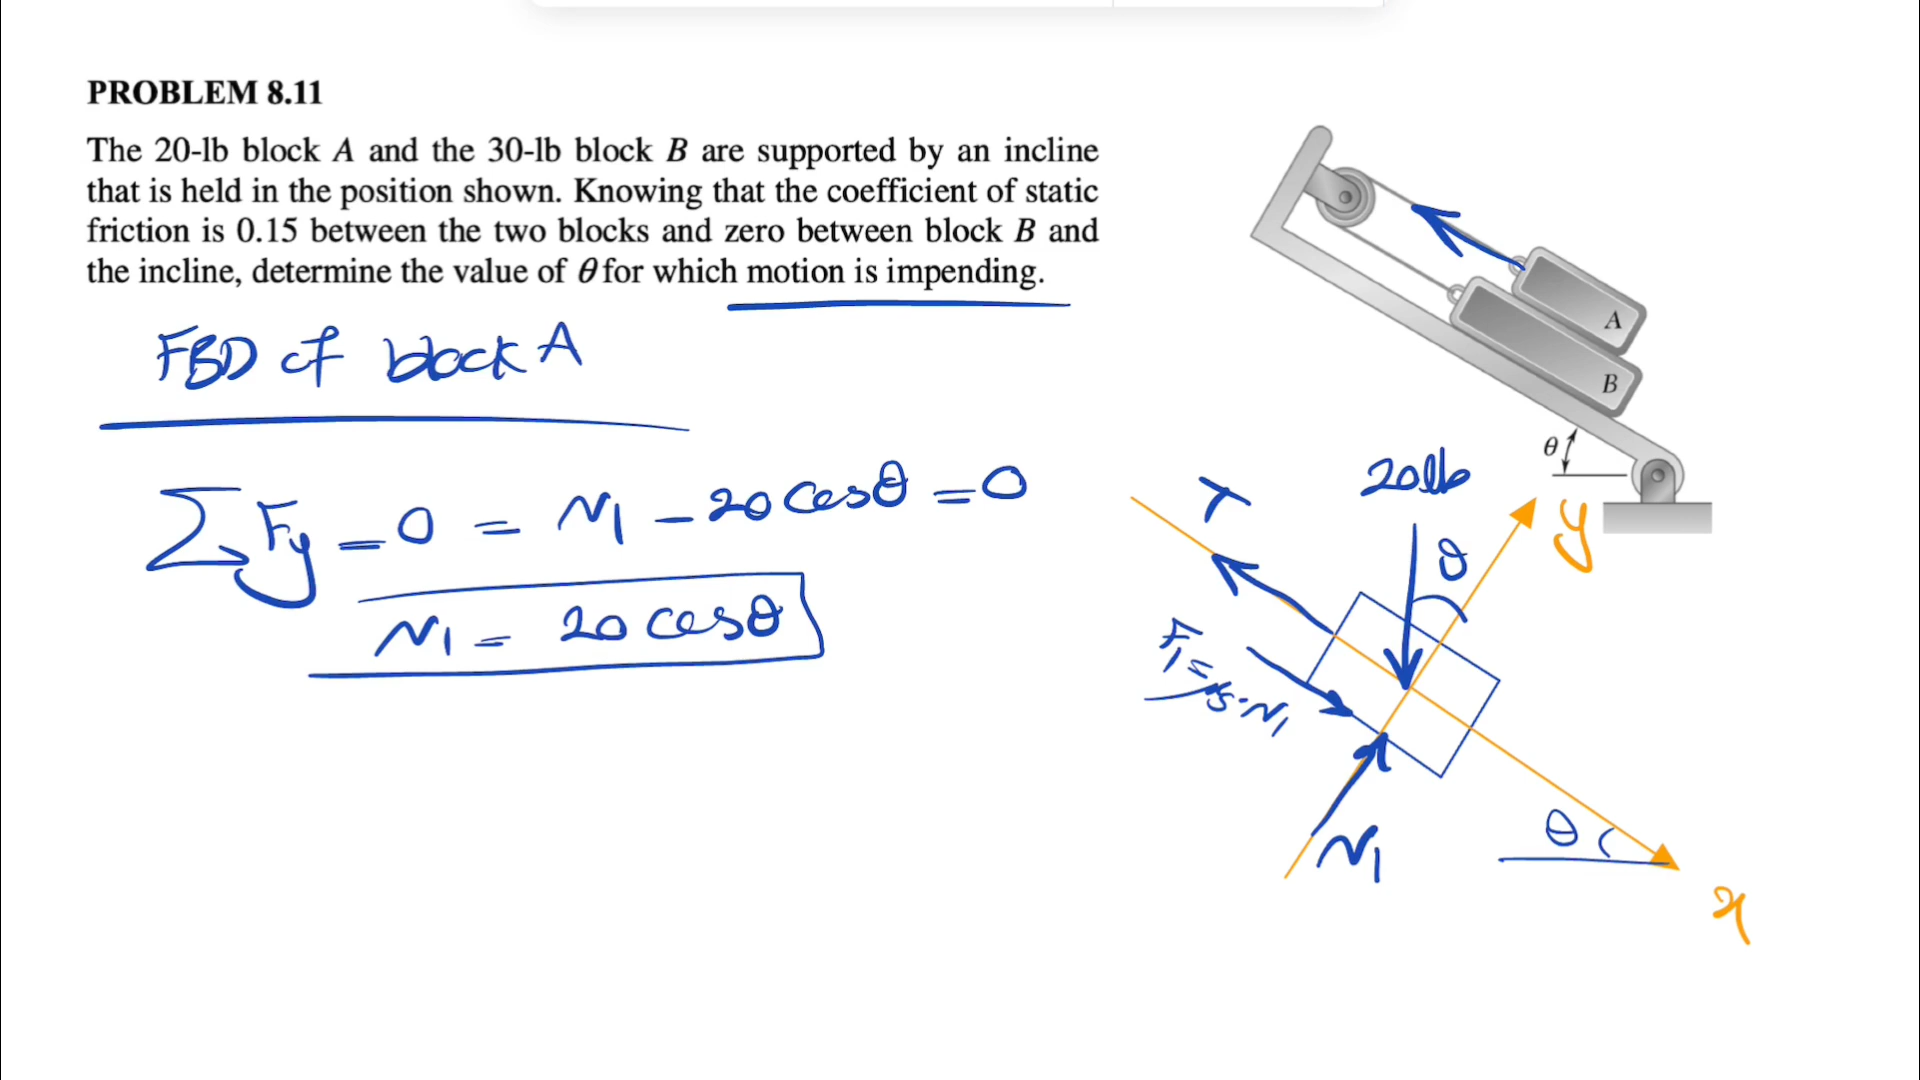 PROBLEM 8.11
The 20-lb block A and the 30-lb block B are supported by an incline
that is held in the position shown. Knowing that the coefficient of static
friction is 0.15 between the two blocks and zero between block B and
the incline, determine the value of θ for which motion is impending.
FBD of block A
ΣFy = 0 = N1 - 20 cosθ = 0
N1 = 20 cosθ
A
B
θ
T
20lb
θ
y
N1
θ
x